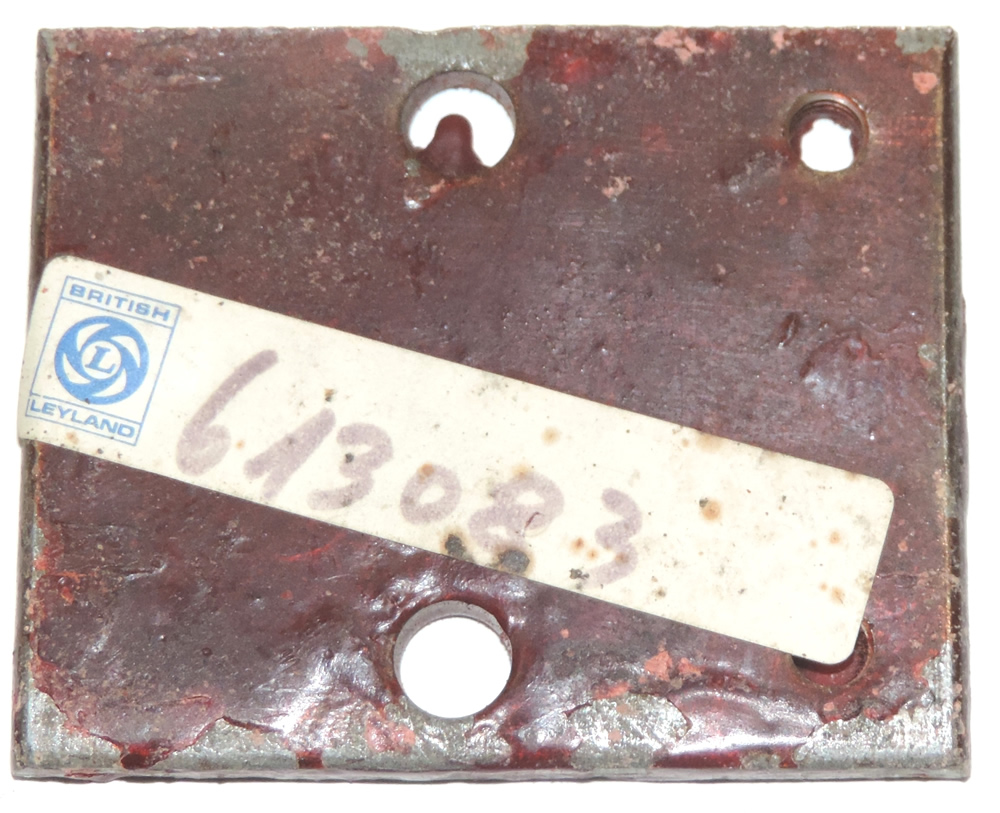 BRITISH
L
LEYLAND
613083